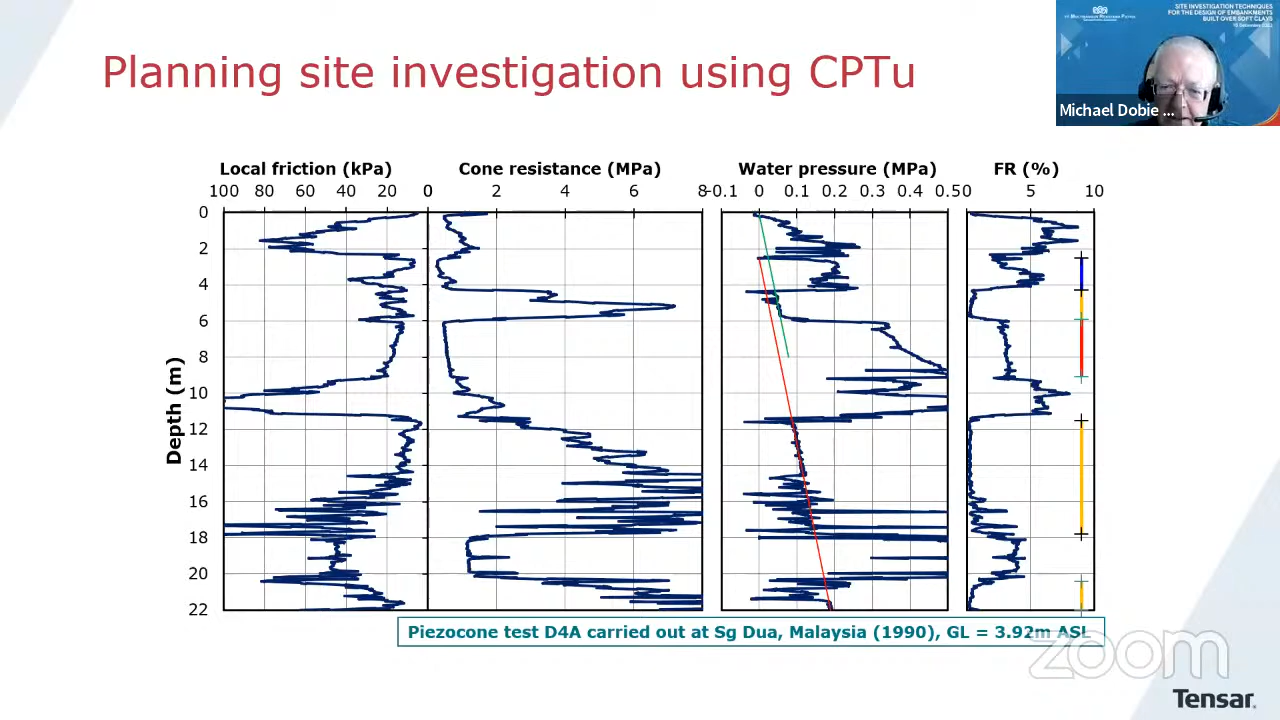 Planning site investigation using CPTu
SITE INVESTIGATION TECHNIQUES
FOR THE DESIGN OF EMBANKMENTS
BUILT OVER SOFT CLAYS
Michael Dobie ...
Local friction (kPa) Cone resistance (MPa) Water pressure (MPa) FR (%)
100 80 60 40 20 0 2 4 6 8 -0.1 0 0.1 0.2 0.3 0.4 0.5 0 5 10
0
2
4
6
8
10
12
14
16
18
20
22
Depth (m)
Piezocone test D4A carried out at Sg Dua, Malaysia (1990), GL = 3.92m ASL
zoom
Tensar.